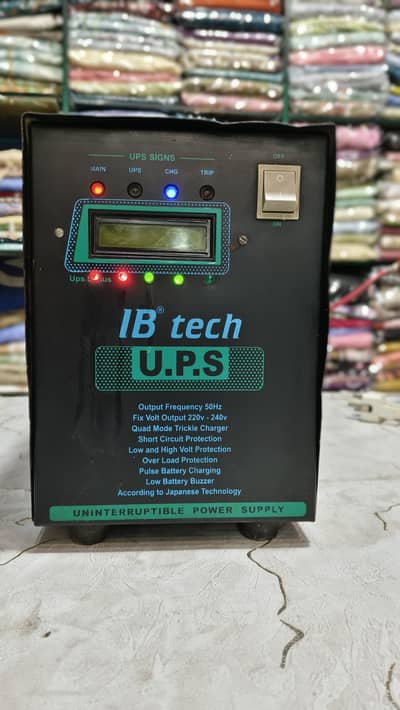 UPS SIGNS
MAIN UPS CHG TRIP
OFF
ON
Ups Status
IB® tech
U.P.S
Output Frequency 50Hz
Fix Volt Output 220v - 240v
Quad Mode Trickle Charger
Short Circuit Protection
Low and High Volt Protection
Over Load Protection
Pulse Battery Charging
Low Battery Buzzer
According to Japanese Technology
UNINTERRUPTIBLE POWER SUPPLY